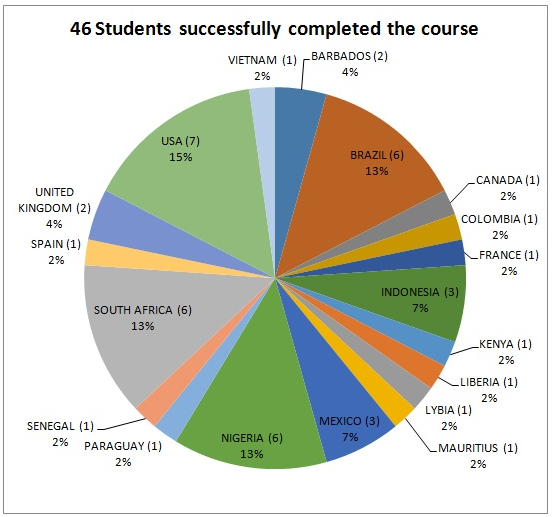 46 Students successfully completed the course
VIETNAM (1)
2%
BARBADOS (2)
4%
BRAZIL (6)
13%
CANADA (1)
2%
COLOMBIA (1)
2%
FRANCE (1)
2%
INDONESIA (3)
7%
KENYA (1)
2%
LIBERIA (1)
2%
LYBIA (1)
2%
MAURITIUS (1)
2%
MEXICO (3)
7%
NIGERIA (6)
13%
PARAGUAY (1)
2%
SENEGAL (1)
2%
SOUTH AFRICA (6)
13%
SPAIN (1)
2%
UNITED
KINGDOM (2)
4%
USA (7)
15%